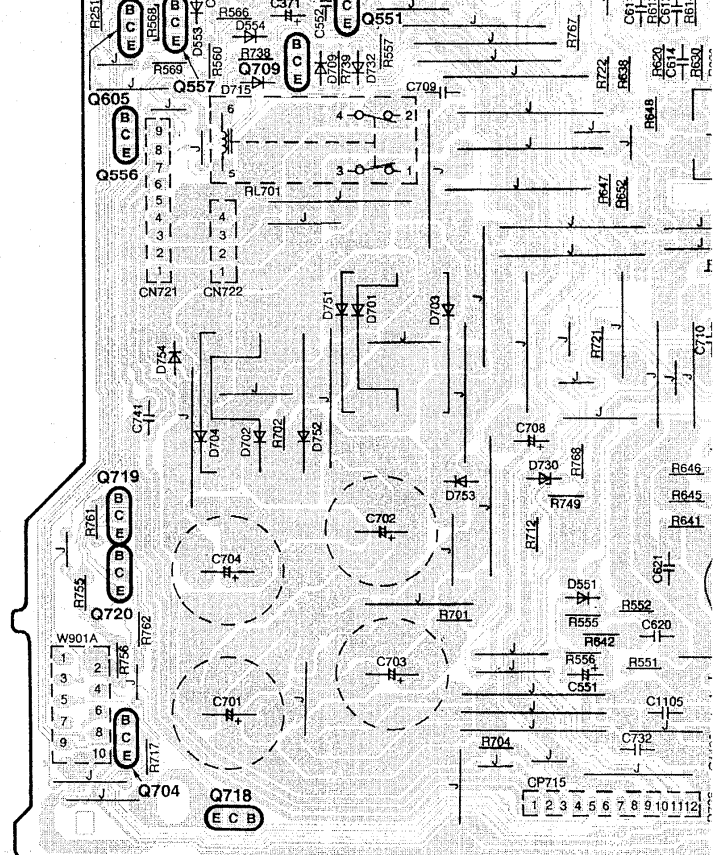 R251
B
C
E
R568
B
C
E
D553
R566
C371
C552
C
E
Q551
D554
R560
R738
Q709
B
C
E
D709
R739
D732
R557
R767
R569
Q557
D715
C709
R722
R638
R620
C614
R630
Q605
B
C
E
Q556
9
8
7
6
5
4
3
2
1
CN721
6
5
4
2
3
1
RL701
4
3
2
1
CN722
R648
R647
R652
J
D751
D701
D703
D754
C741
D704
D702
R702
D752
R721
C710
C708
D730
R768
D753
R749
R712
R646
R645
R641
C621
Q719
B
C
E
R761
B
C
E
Q720
R755
R762
C704
C702
R701
D551
R552
R555
R642
C620
R556
R551
C551
W901A
1
2
3
4
5
6
7
8
9
10
R756
B
C
E
R717
Q704
C701
C703
Q718
E C B
C1105
C732
R704
CP715
1 2 3 4 5 6 7 8 9 10 11 12